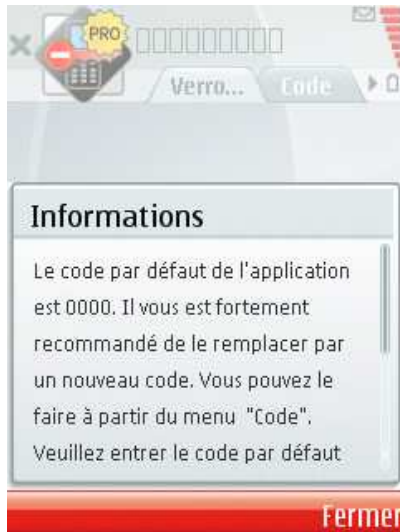 PRO
Verro...
Code
Informations
Le code par défaut de l'application
est 0000. Il vous est fortement
recommandé de le remplacer par
un nouveau code. Vous pouvez le
faire à partir du menu "Code".
Veuillez entrer le code par défaut
Fermer